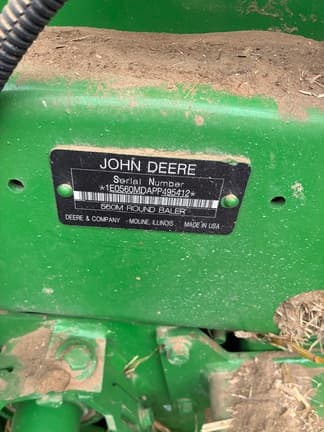 JOHN DEERE
Serial Number
*1E0560MDAPP495412*
560M ROUND BALER
DEERE & COMPANY MOLINE, ILLINOIS MADE IN USA